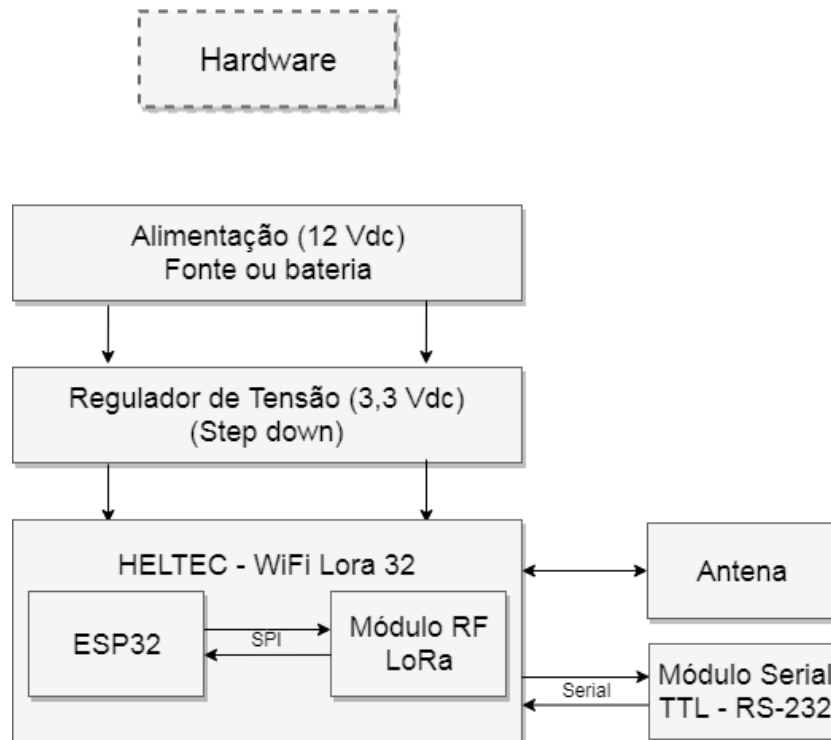 Hardware
Alimentação (12 Vdc)
Fonte ou bateria
Regulador de Tensão (3,3 Vdc)
(Step down)
HELTEC - WiFi Lora 32
ESP32
SPI
Módulo RF
LoRa
Antena
Serial
Módulo Serial
TTL - RS-232